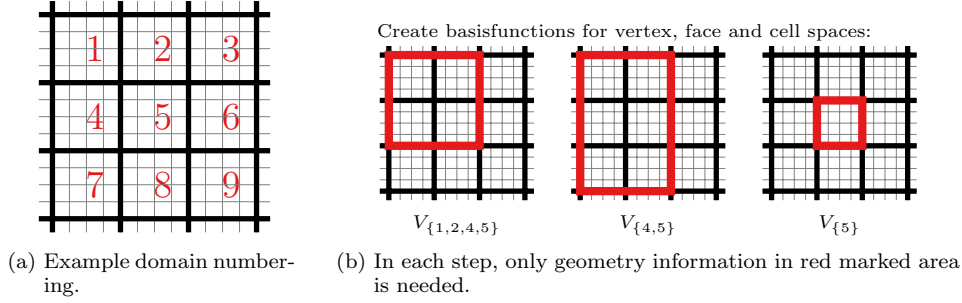 1 2 3
4 5 6
7 8 9
(a) Example domain number-
ing.
Create basisfunctions for vertex, face and cell spaces:
V{1,2,4,5} V{4,5} V{5}
(b) In each step, only geometry information in red marked area
is needed.